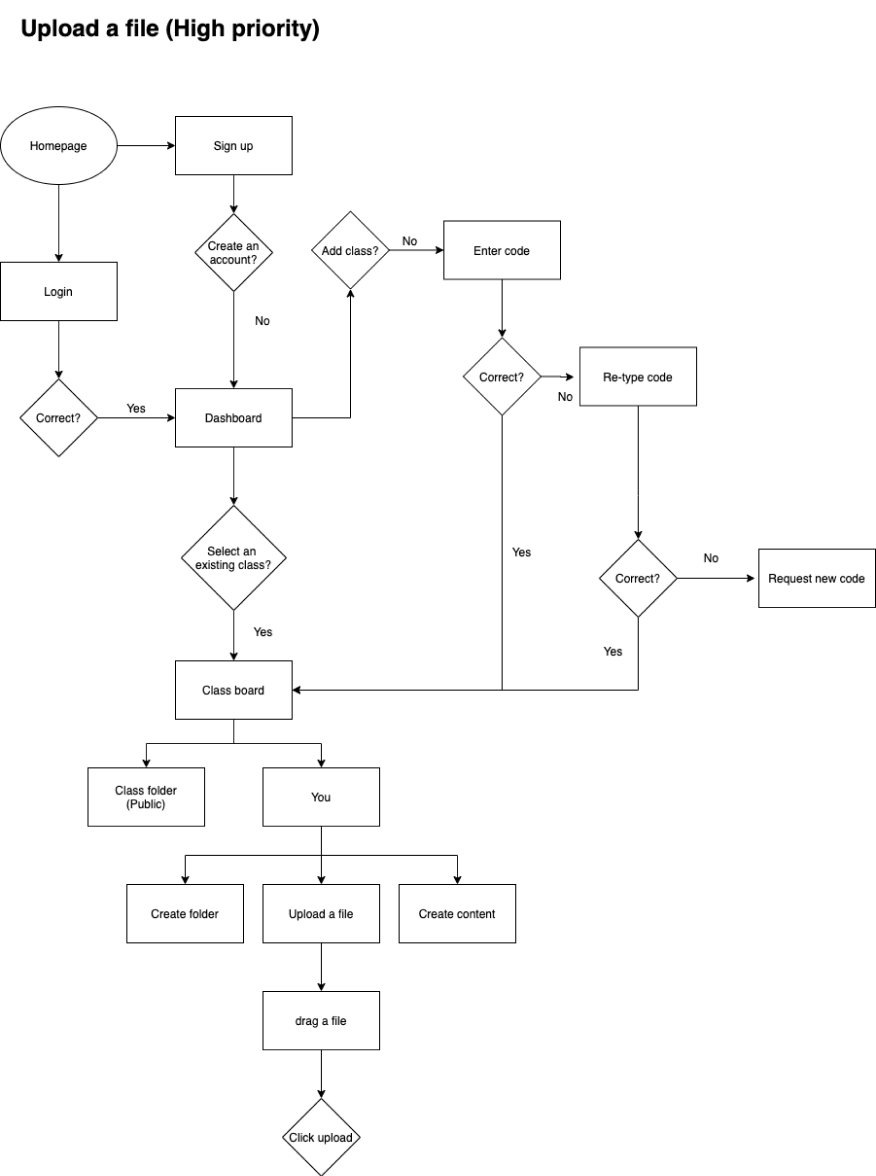 Upload a file (High priority)
Homepage
Sign up
Create an
account?
Add class?
No
Enter code
Login
No
Correct?
No
Re-type code
Correct?
Yes
Dashboard
Select an
existing class?
Yes
Correct?
No
Request new code
Yes
Yes
Class board
Class folder
(Public)
You
Create folder
Upload a file
Create content
drag a file
Click upload